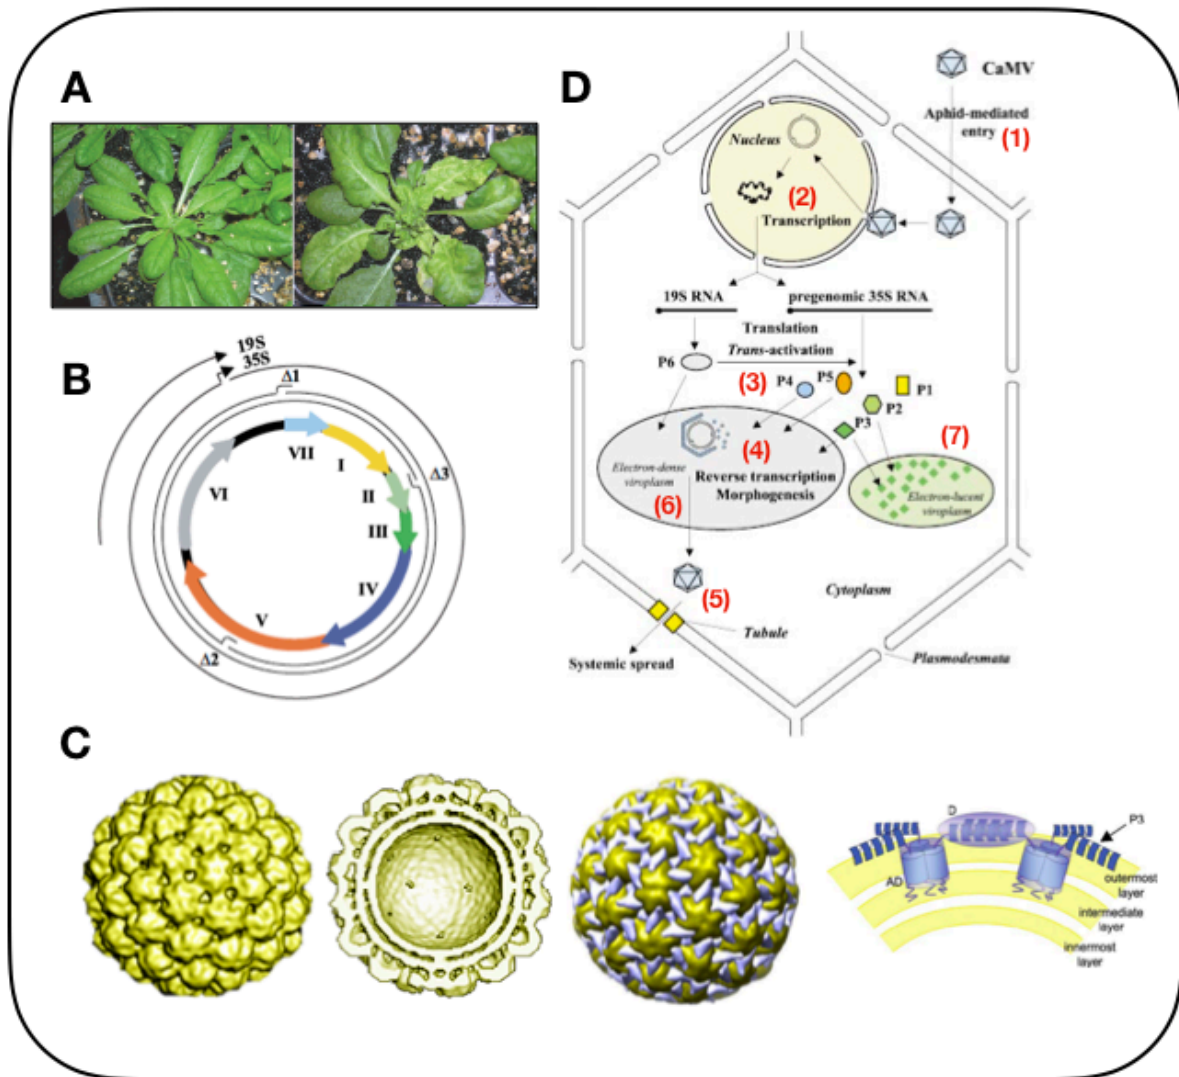 A
B
19S
35S
Δ1
Δ3
Δ2
VII
I
II
III
IV
V
VI
C
D
P3
AD
outermost
layer
intermediate
layer
innermost
layer
D
CaMV
Aphid-mediated
entry (1)
Nucleus
(2)
Transcription
19S RNA
pregenomic 35S RNA
Translation
Trans-activation
P6
(3)
P4
P5
P1
P2
P3
(4)
(7)
Electron-dense
viroplasm
Reverse transcription
Morphogenesis
Electron-lucent
viroplasm
(6)
(5)
Cytoplasm
Tubule
Systemic spread
Plasmodesmata